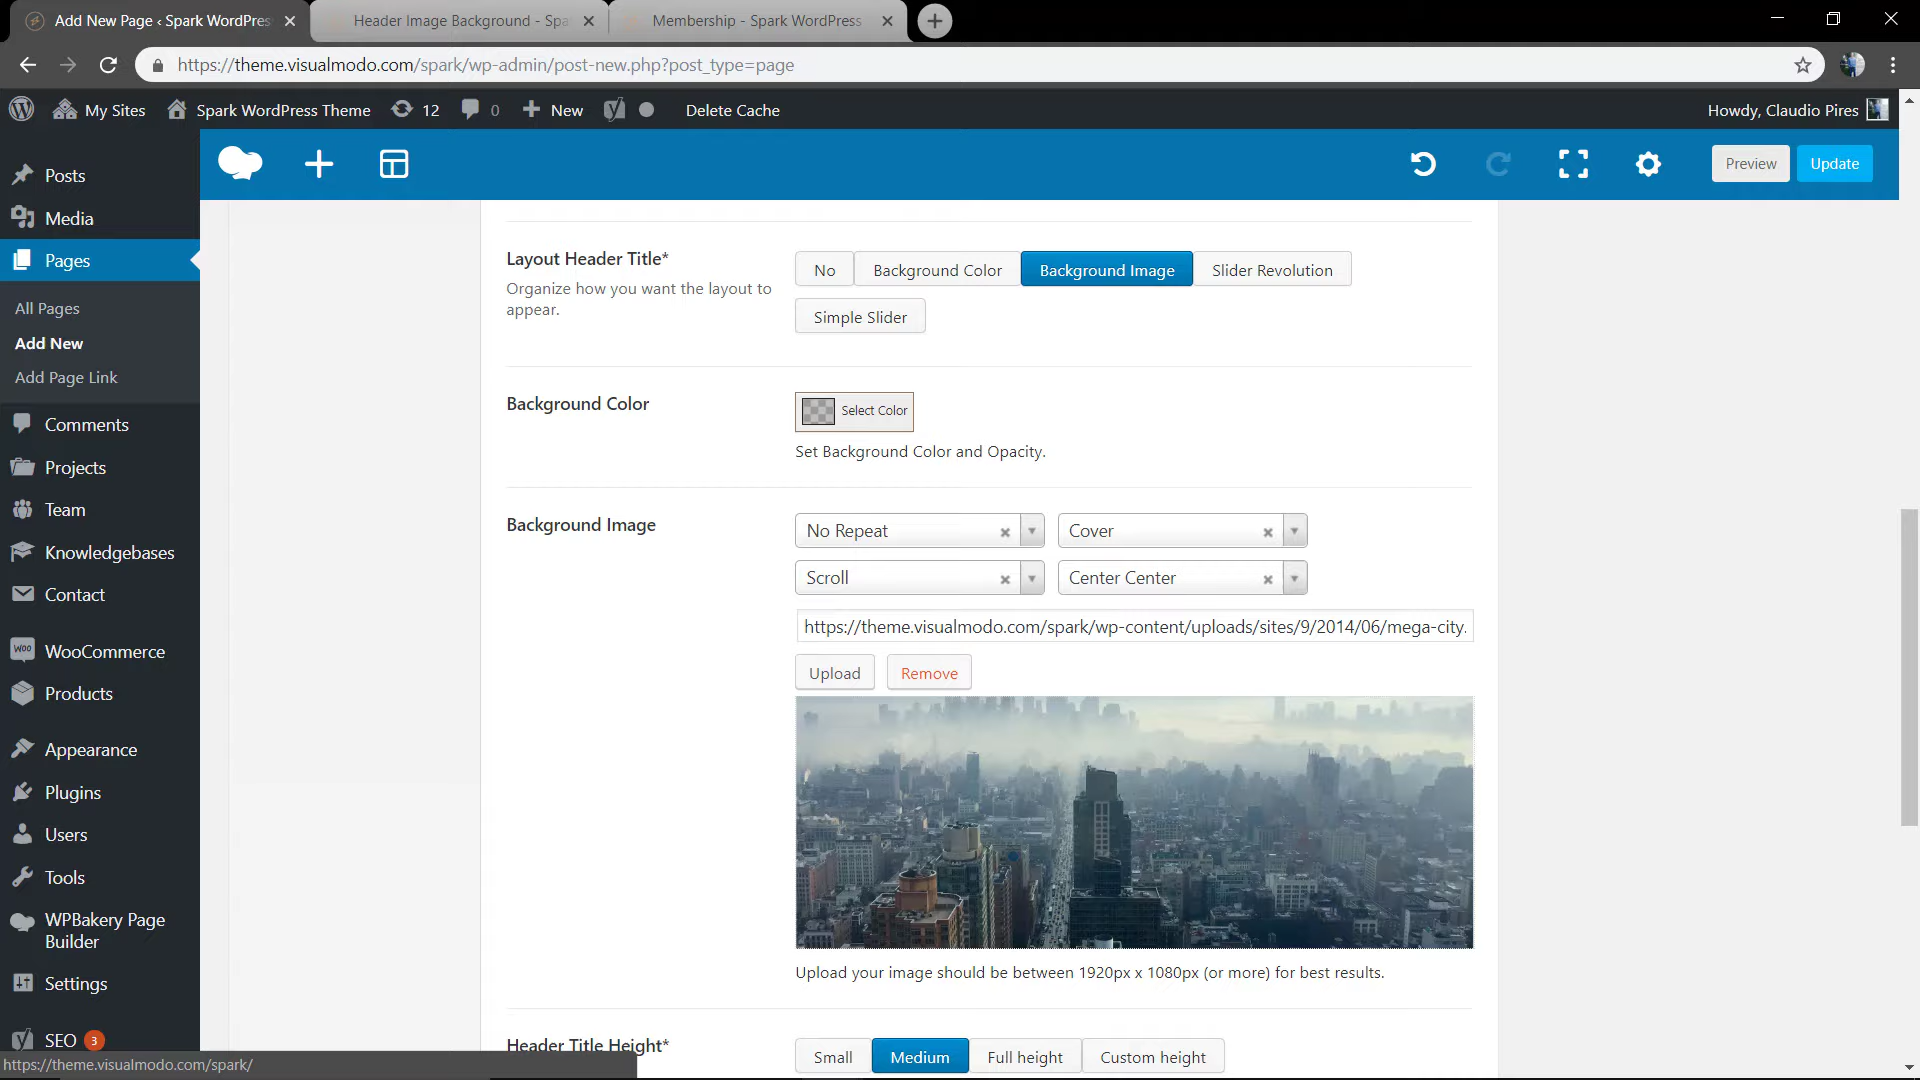 Add New Page ‹ Spark WordPres
Header Image Background - Spa
Membership - Spark WordPress
https://theme.visualmodo.com/spark/wp-admin/post-new.php?post_type=page
My Sites
Spark WordPress Theme
12
0
New
Delete Cache
Howdy, Claudio Pires
Preview
Update
Posts
Media
Pages
All Pages
Add New
Add Page Link
Comments
Projects
Team
Knowledgebases
Contact
WooCommerce
Products
Appearance
Plugins
Users
Tools
WPBakery Page
Builder
Settings
SEO 3
Layout Header Title*
Organize how you want the layout to
appear.
No
Background Color
Background Image
Slider Revolution
Simple Slider
Background Color
Select Color
Set Background Color and Opacity.
Background Image
No Repeat
Cover
Scroll
Center Center
https://theme.visualmodo.com/spark/wp-content/uploads/sites/9/2014/06/mega-city.
Upload
Remove
Upload your image should be between 1920px x 1080px (or more) for best results.
Header Title Height*
Small
Medium
Full height
Custom height
https://theme.visualmodo.com/spark/